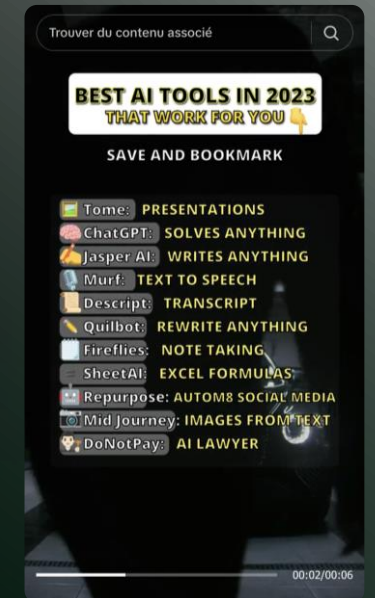 Trouver du contenu associé
BEST AI TOOLS IN 2023
THAT WORK FOR YOU
SAVE AND BOOKMARK
Tome: PRESENTATIONS
ChatGPT: SOLVES ANYTHING
Jasper AI: WRITES ANYTHING
Murf: TEXT TO SPEECH
Descript: TRANSCRIPT
Quilbot: REWRITE ANYTHING
Fireflies: NOTE TAKING
SheetAI: EXCEL FORMULAS
Repurpose: AUTOM8 SOCIAL MEDIA
Mid Journey: IMAGES FROM TEXT
DoNotPay: AI LAWYER
00:02/00:06